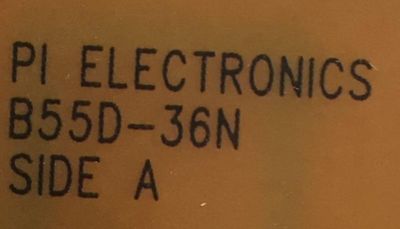 PI ELECTRONICS
B55D-36N
SIDE A